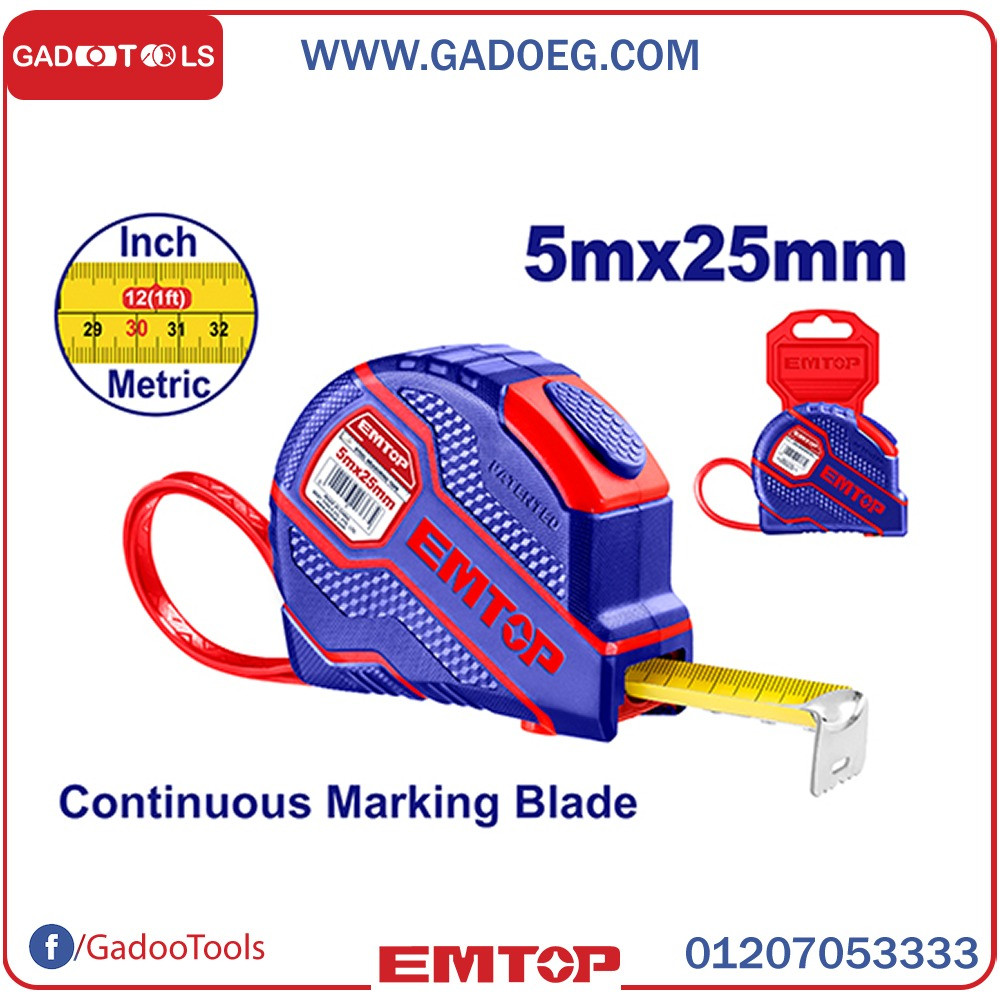 GADOTOOLS
WWW.GADOEG.COM
Inch
12(1ft)
29 30 31 32
Metric
5mx25mm
EMTOP
EMTOP
5mx25mm
PATENTED
EMTOP
EMTOP
Continuous Marking Blade
/GadooTools
EMTOP
01207053333